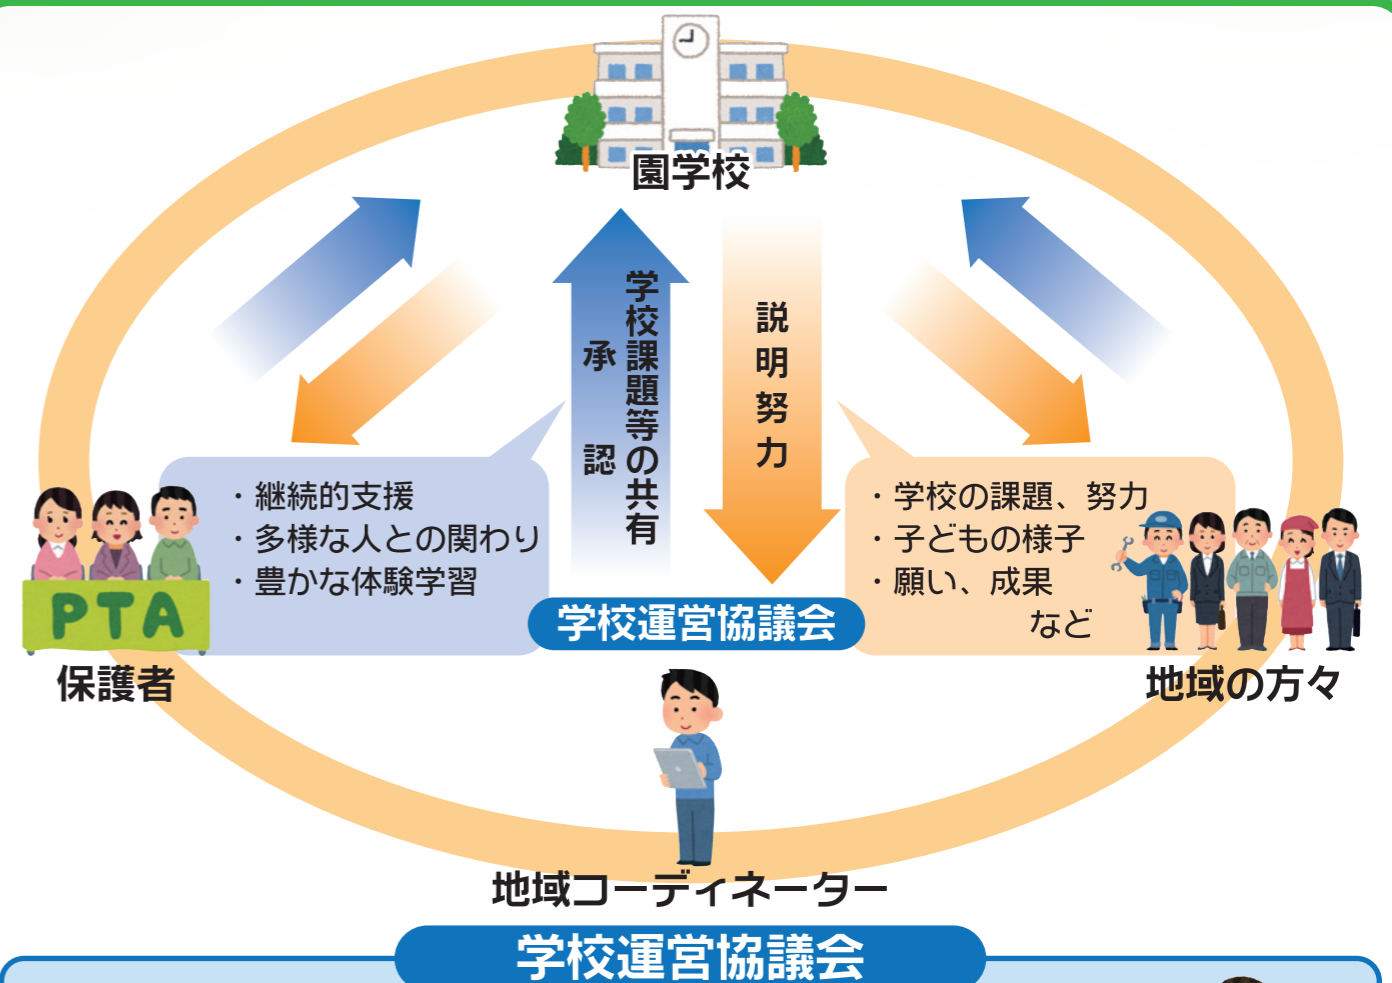 園学校
学校課題等の共有
承認
説明努力
・継続的支援
・多様な人との関わり
・豊かな体験学習
・学校の課題、努力
・子どもの様子
・願い、成果
など
PTA
保護者
学校運営協議会
地域の方々
地域コーディネーター
学校運営協議会